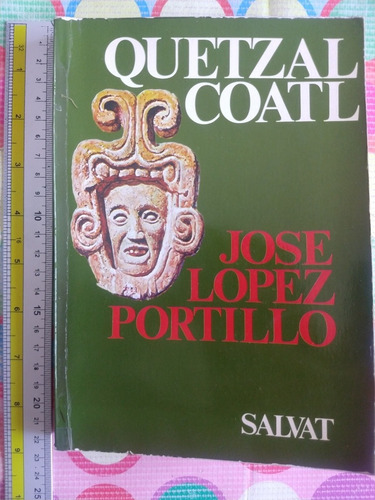 QUETZAL
COATL
JOSE
LOPEZ
PORTILLO
SALVAT